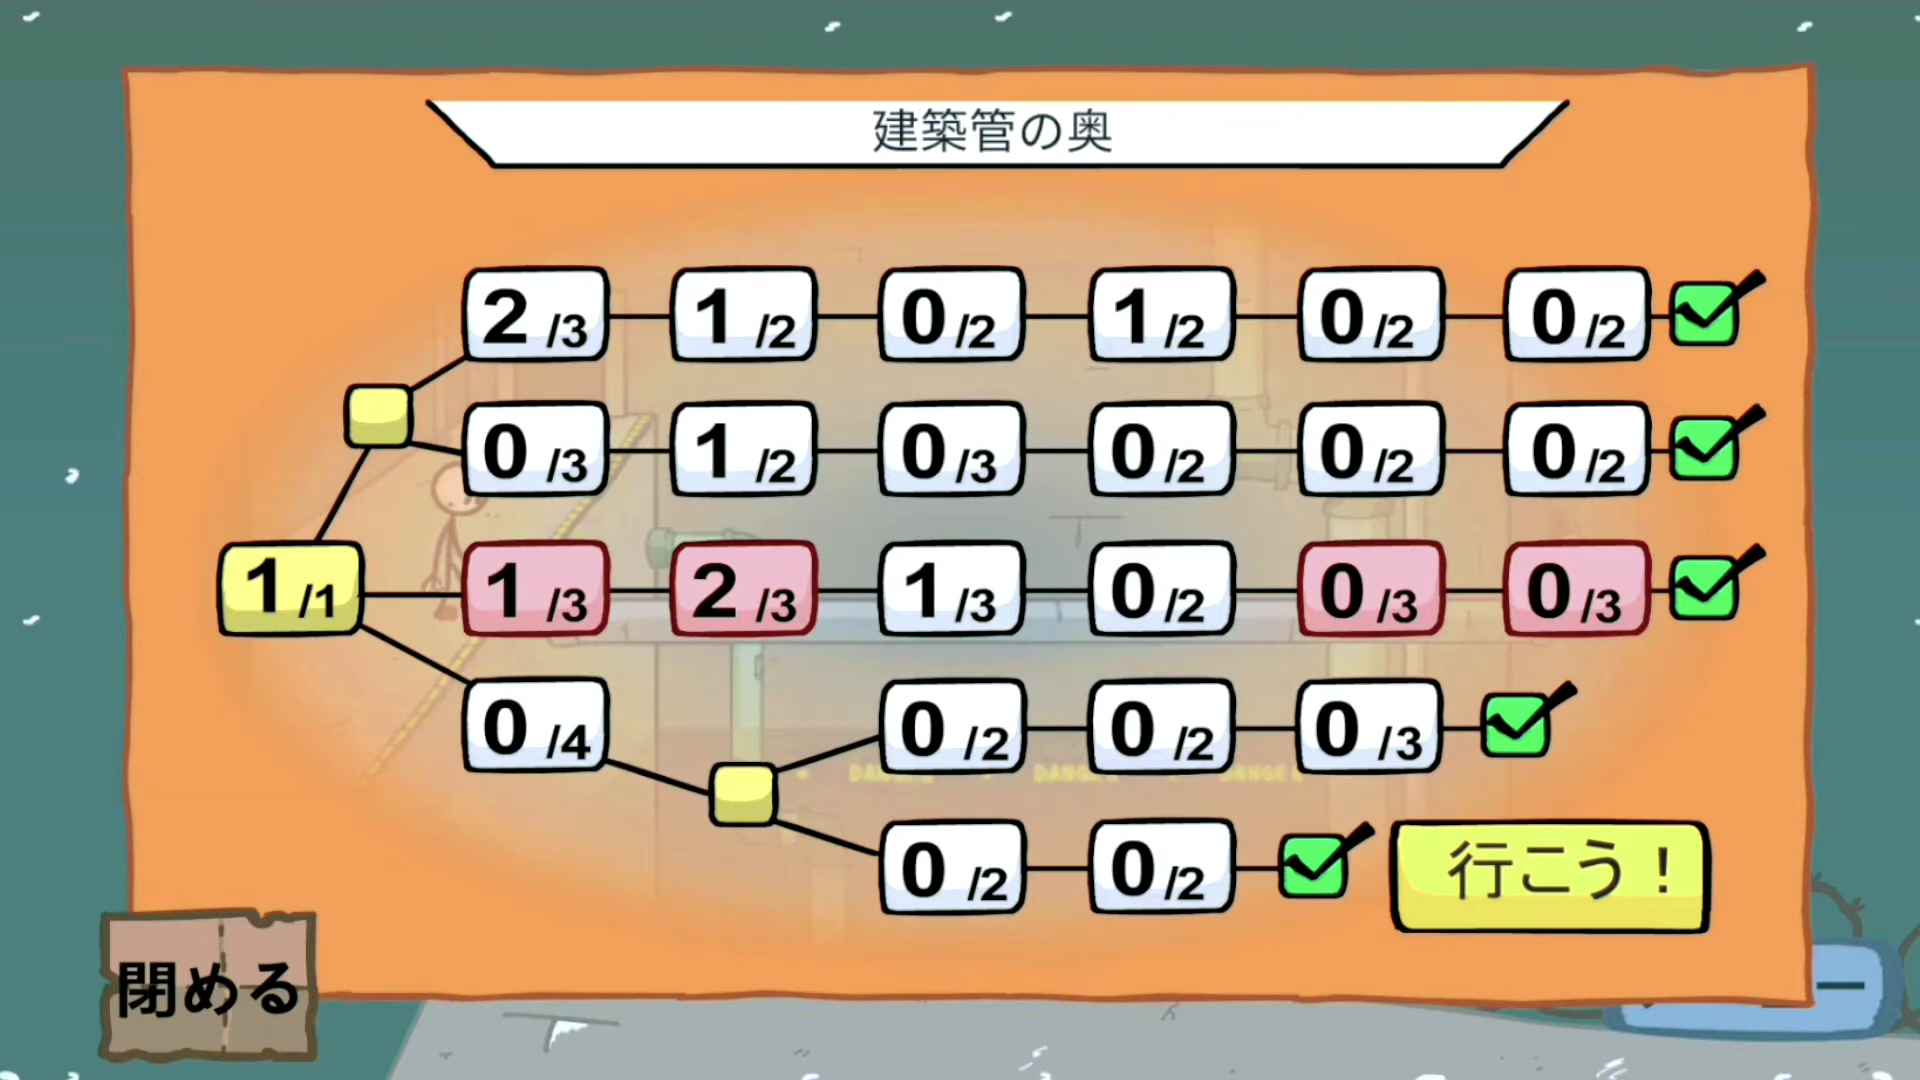 建築管の奥
2/3 1/2 0/2 1/2 0/2 0/2
0/3 1/2 0/3 0/2 0/2 0/2
1/1 1/3 2/3 1/3 0/2 0/3 0/3
0/4 0/2 0/2 0/3
DANGER DANGER DANGER
0/2 0/2
行こう！
閉める